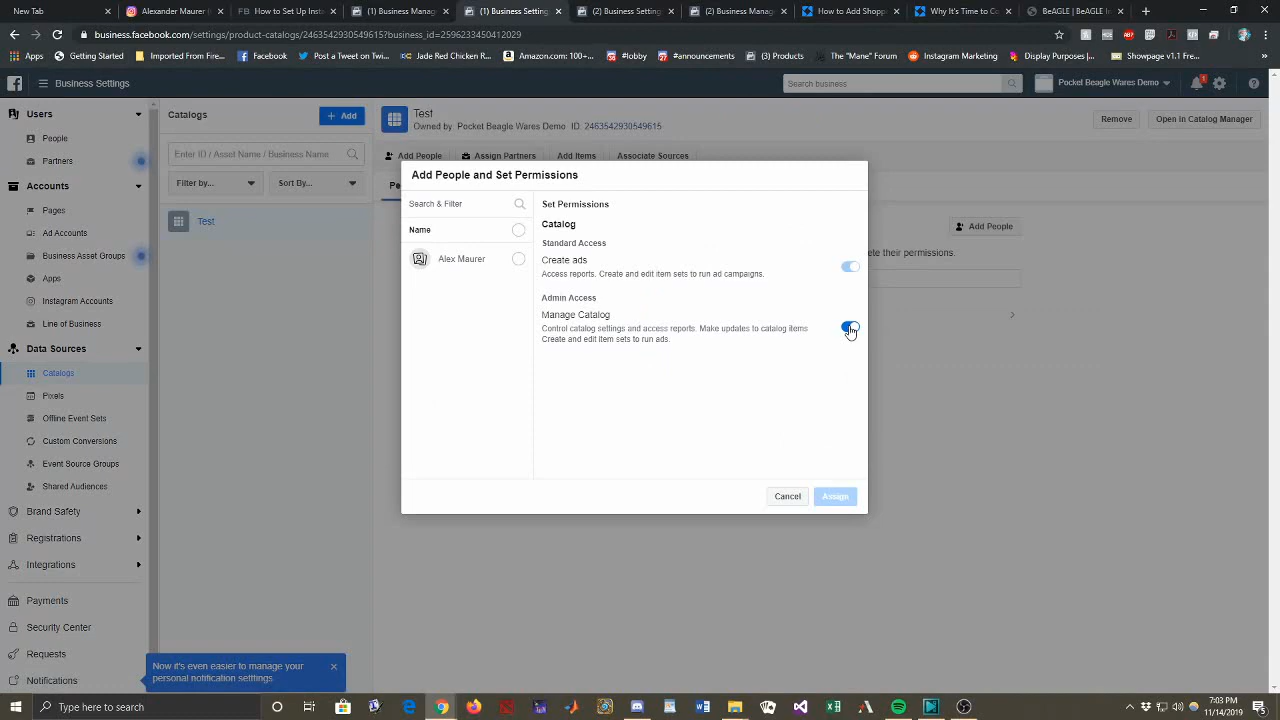 New Tab
Alexander Maurer (
How to Set Up Inst
(1) Business Mana
(1) Business Settin
(2) Business Settin
(2) Business Mana
How to Add Shopp
Why It's Time to C
BeAGLE | BEAGLE I
business.facebook.com/settings/product-catalogs/2463542930549615?business_id=2596233450412029
Apps
Getting Started
Imported From Fire...
Facebook
Post a Tweet on Twi...
Amazon.com: 100+...
#lobby
#announcements
(3) Products
The "Mane" Forum
Instagram Marketing
Display Purposes |...
Showpage v1.1 Fre...
Business Settings
Search business
Pocket Beagle Wares Demo
Users
People
Partners
Accounts
Pages
Ad Accounts
Business Asset Groups
Apps
Instagram Accounts
Line of Business
Data Sources
Catalogs
Pixels
Offline Event Sets
Custom Conversions
Event Source Groups
Shared Audiences
Brand Safety
Registrations
Integrations
Payments
Security Center
Requests
Notifications
Catalogs
+ Add
Enter ID / Asset Name / Business Name
Filter by...
Sort By...
Test
Test
Owned by Pocket Beagle Wares Demo ID 2463542930549615
Remove
Open in Catalog Manager
Add People
Assign Partners
Add Items
Associate Sources
Pe
Add People
ete their permissions.
Add People and Set Permissions
Search & Filter
Name
Alex Maurer
Set Permissions
Catalog
Standard Access
Create ads
Access reports. Create and edit item sets to run ad campaigns.
Admin Access
Manage Catalog
Control catalog settings and access reports. Make updates to catalog items
Create and edit item sets to run ads.
Cancel
Assign
Now it's even easier to manage your
personal notification setttings.
Type here to search
7:03 PM
11/14/2019